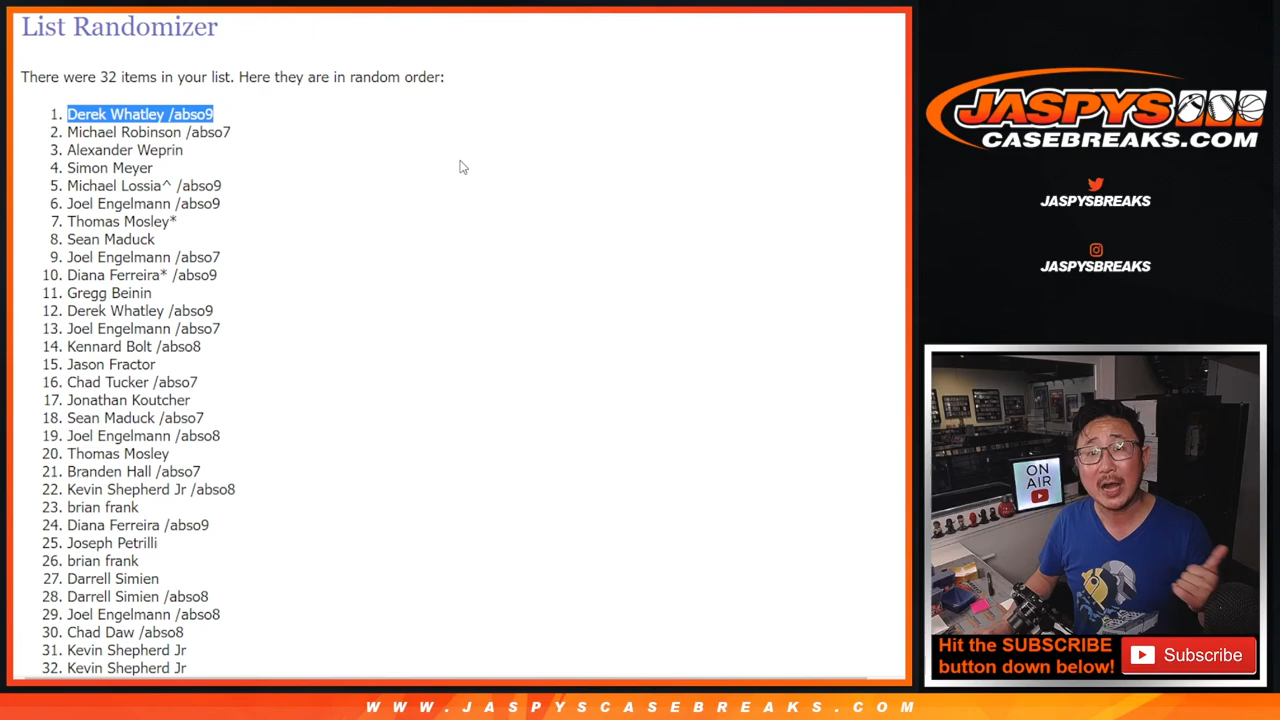 List Randomizer
There were 32 items in your list. Here they are in random order:
1. Derek Whatley /abso9
2. Michael Robinson /abso7
3. Alexander Weprin
4. Simon Meyer
5. Michael Lossia^ /abso9
6. Joel Engelmann /abso9
7. Thomas Mosley*
8. Sean Maduck
9. Joel Engelmann /abso7
10. Diana Ferreira* /abso9
11. Gregg Beinin
12. Derek Whatley /abso9
13. Joel Engelmann /abso7
14. Kennard Bolt /abso8
15. Jason Fractor
16. Chad Tucker /abso7
17. Jonathan Koutcher
18. Sean Maduck /abso7
19. Joel Engelmann /abso8
20. Thomas Mosley
21. Branden Hall /abso7
22. Kevin Shepherd Jr /abso8
23. brian frank
24. Diana Ferreira /abso9
25. Joseph Petrilli
26. brian frank
27. Darrell Simien
28. Darrell Simien /abso8
29. Joel Engelmann /abso8
30. Chad Daw /abso8
31. Kevin Shepherd Jr
32. Kevin Shepherd Jr
JASPYS
CASEBREAKS.COM
JASPYSBREAKS
JASPYSBREAKS
ON
AIR
Hit the SUBSCRIBE
button down below!
Subscribe
WWW.JASPYSCASEBREAKS.COM